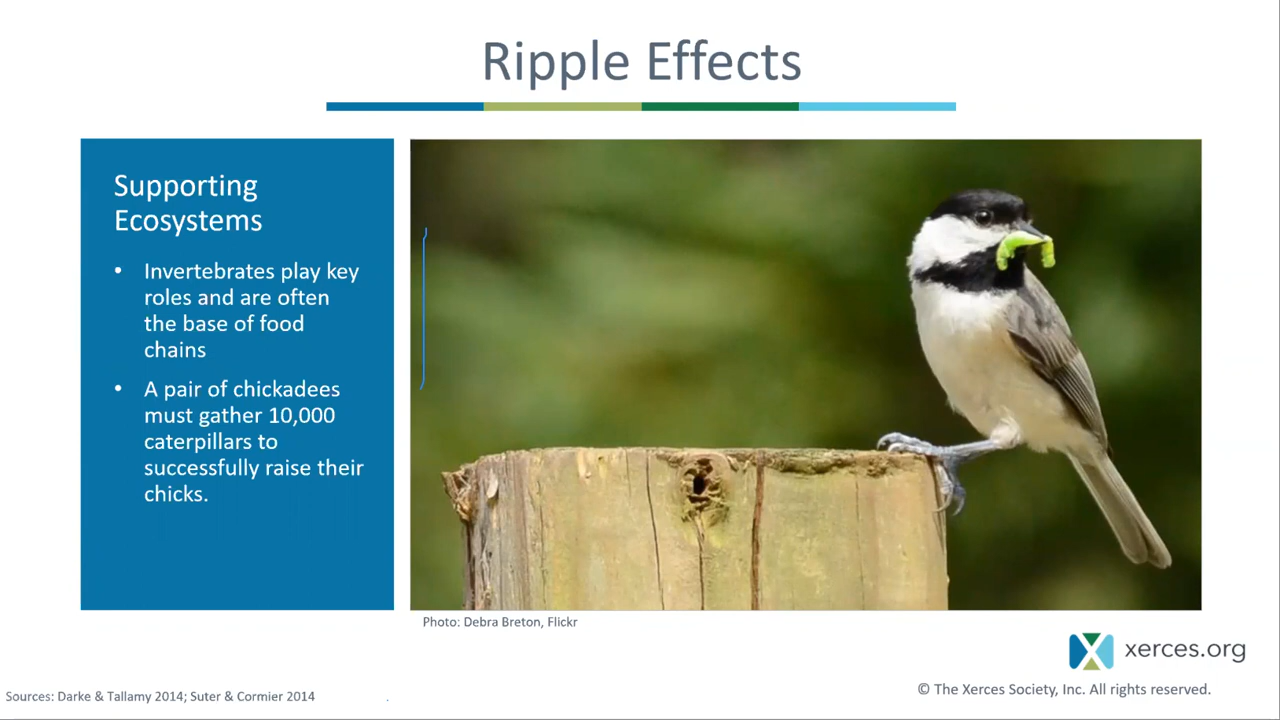 Ripple Effects
Supporting
Ecosystems
• Invertebrates play key
roles and are often
the base of food
chains
• A pair of chickadees
must gather 10,000
caterpillars to
successfully raise their
chicks.
Photo: Debra Breton, Flickr
xerces.org
© The Xerces Society, Inc. All rights reserved.
Sources: Darke & Tallamy 2014; Suter & Cormier 2014